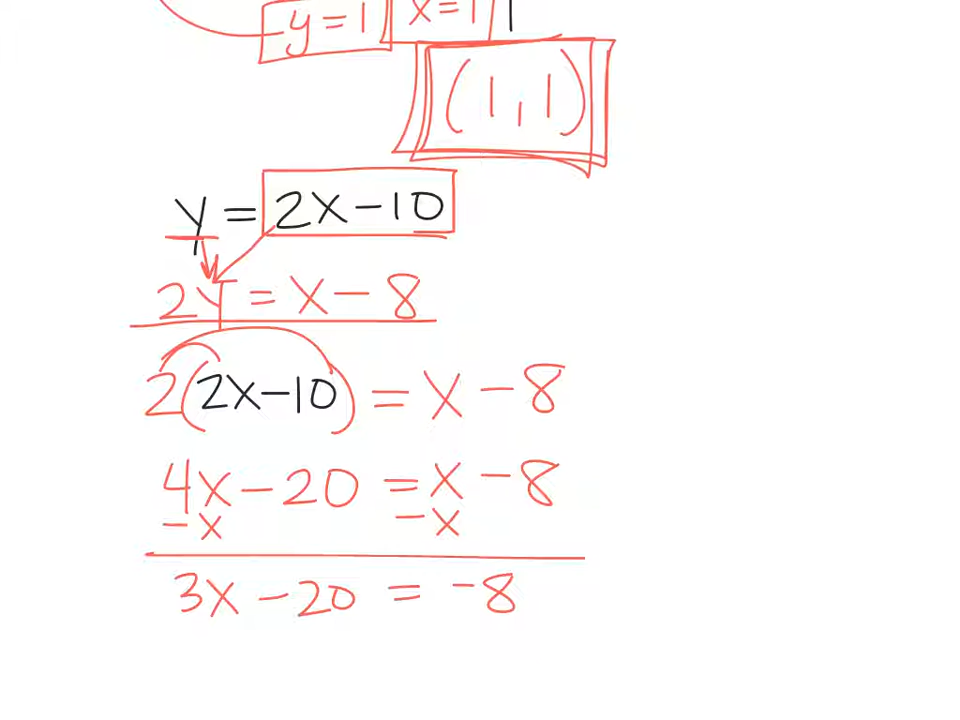 y = 1 x = 1
(1, 1)
y = 2x - 10
2y = x - 8
2(2x - 10) = x - 8
4x - 20 = x - 8
- x - x
3x - 20 = -8